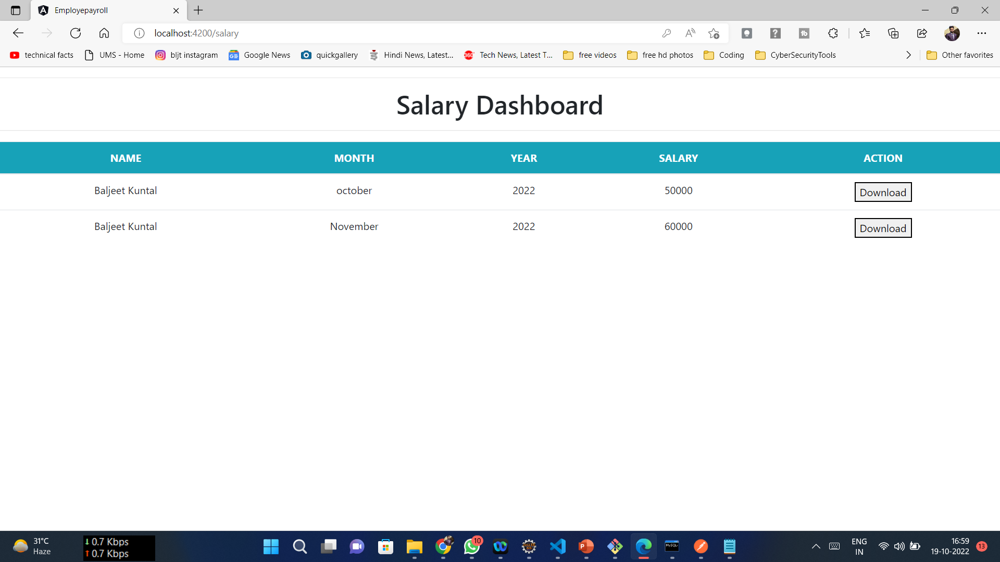 Employepayroll
localhost:4200/salary
technical facts UMS - Home bljt instagram Google News quickgallery Hindi News, Latest... 360 Tech News, Latest T... free videos free hd photos Coding CyberSecurityTools Other favorites
Salary Dashboard
NAME MONTH YEAR SALARY ACTION
Baljeet Kuntal october 2022 50000 Download
Baljeet Kuntal November 2022 60000 Download
31°C
Haze
↓ 0.7 Kbps
↑ 0.7 Kbps
10
MySQL
ENG
IN
16:59
19-10-2022
13